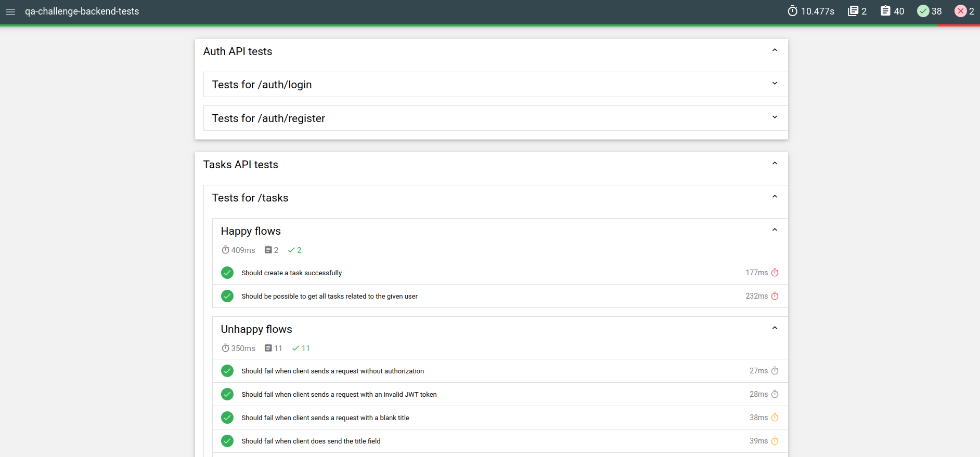 qa-challenge-backend-tests 10.477s 2 40 38 2
Auth API tests
Tests for /auth/login
Tests for /auth/register
Tasks API tests
Tests for /tasks
Happy flows
409ms 2 2
Should create a task successfully 177ms
Should be possible to get all tasks related to the given user 232ms
Unhappy flows
350ms 11 11
Should fail when client sends a request without authorization 27ms
Should fail when client sends a request with an invalid JWT token 28ms
Should fail when client sends a request with a blank title 38ms
Should fail when client does send the title field 39ms